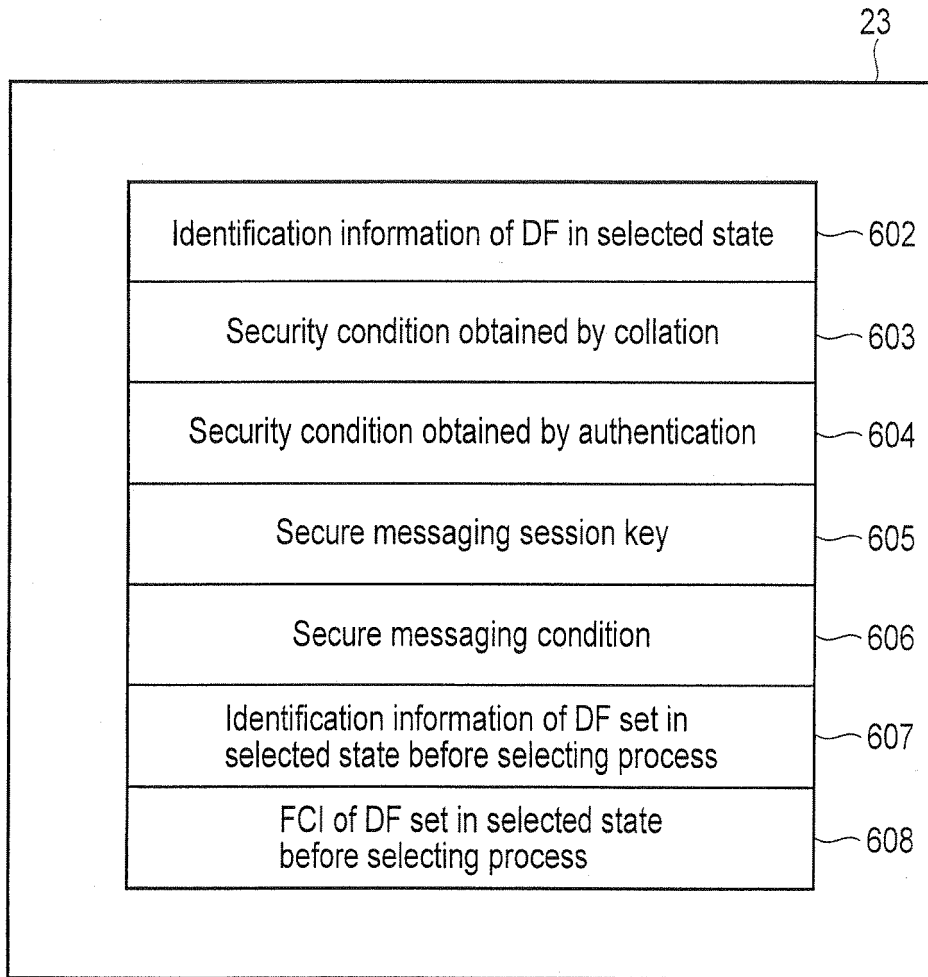 23
Identification information of DF in selected state 602
Security condition obtained by collation 603
Security condition obtained by authentication 604
Secure messaging session key 605
Secure messaging condition 606
Identification information of DF set in
selected state before selecting process 607
FCI of DF set in selected state
before selecting process 608